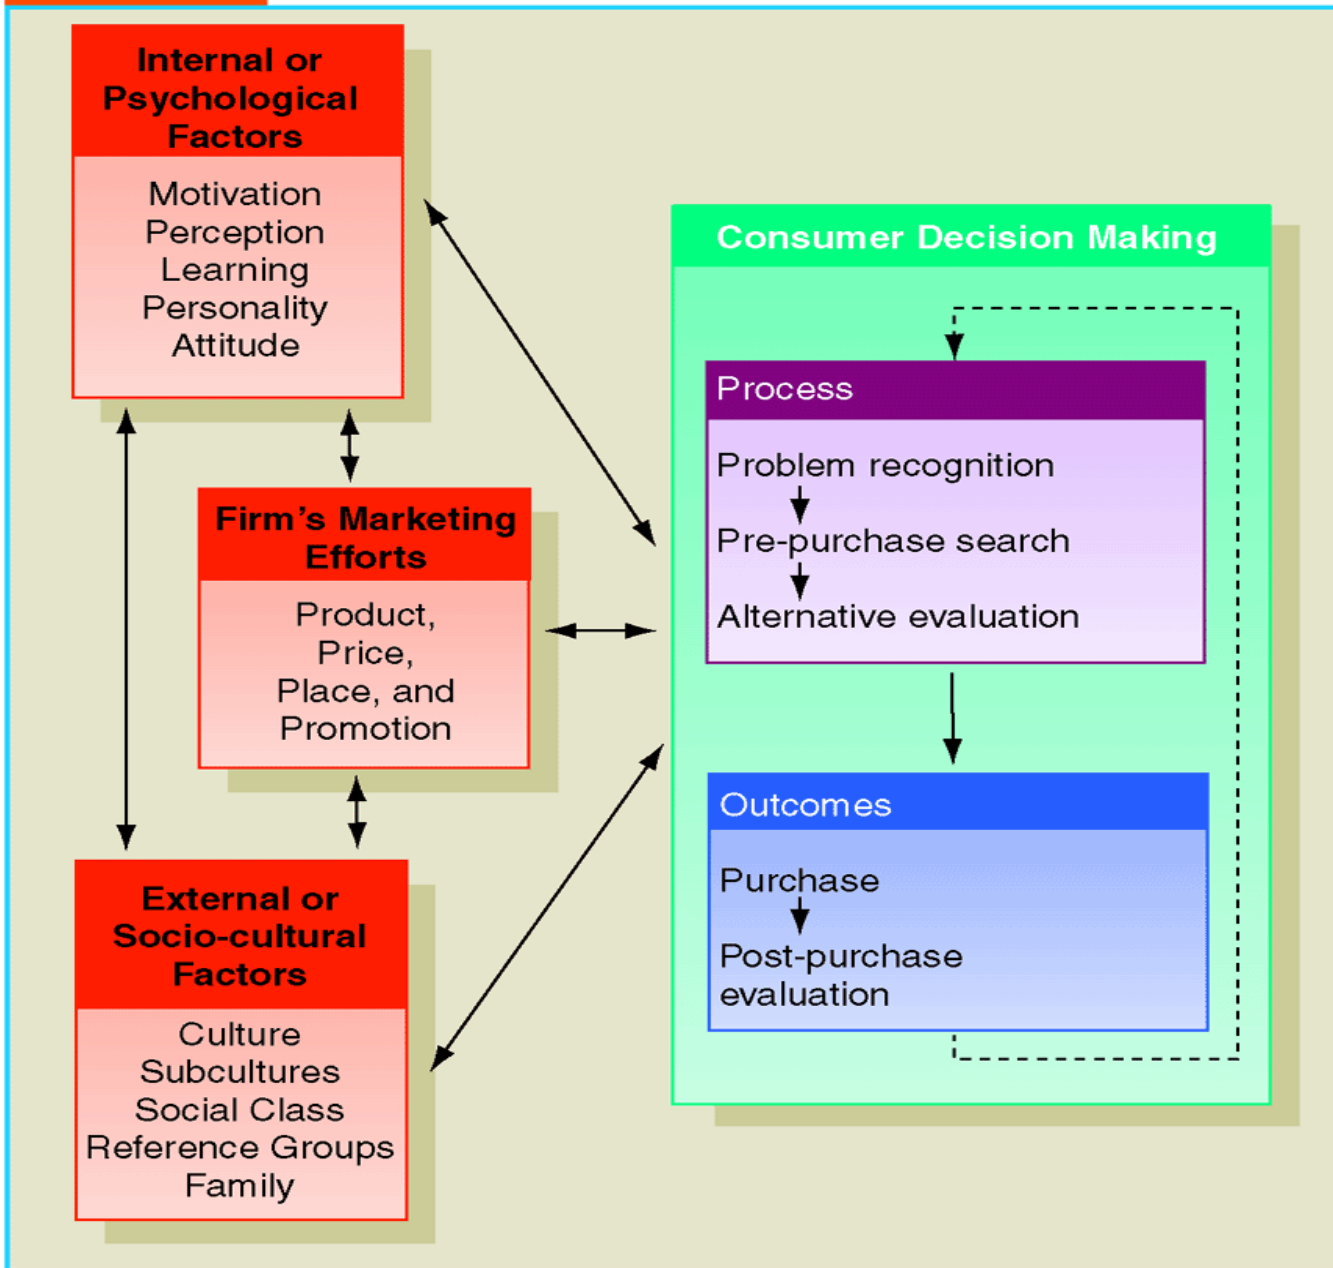 Internal or
Psychological
Factors
Motivation
Perception
Learning
Personality
Attitude
Firm's Marketing
Efforts
Product,
Price,
Place, and
Promotion
External or
Socio-cultural
Factors
Culture
Subcultures
Social Class
Reference Groups
Family
Consumer Decision Making
Process
Problem recognition
Pre-purchase search
Alternative evaluation
Outcomes
Purchase
Post-purchase
evaluation